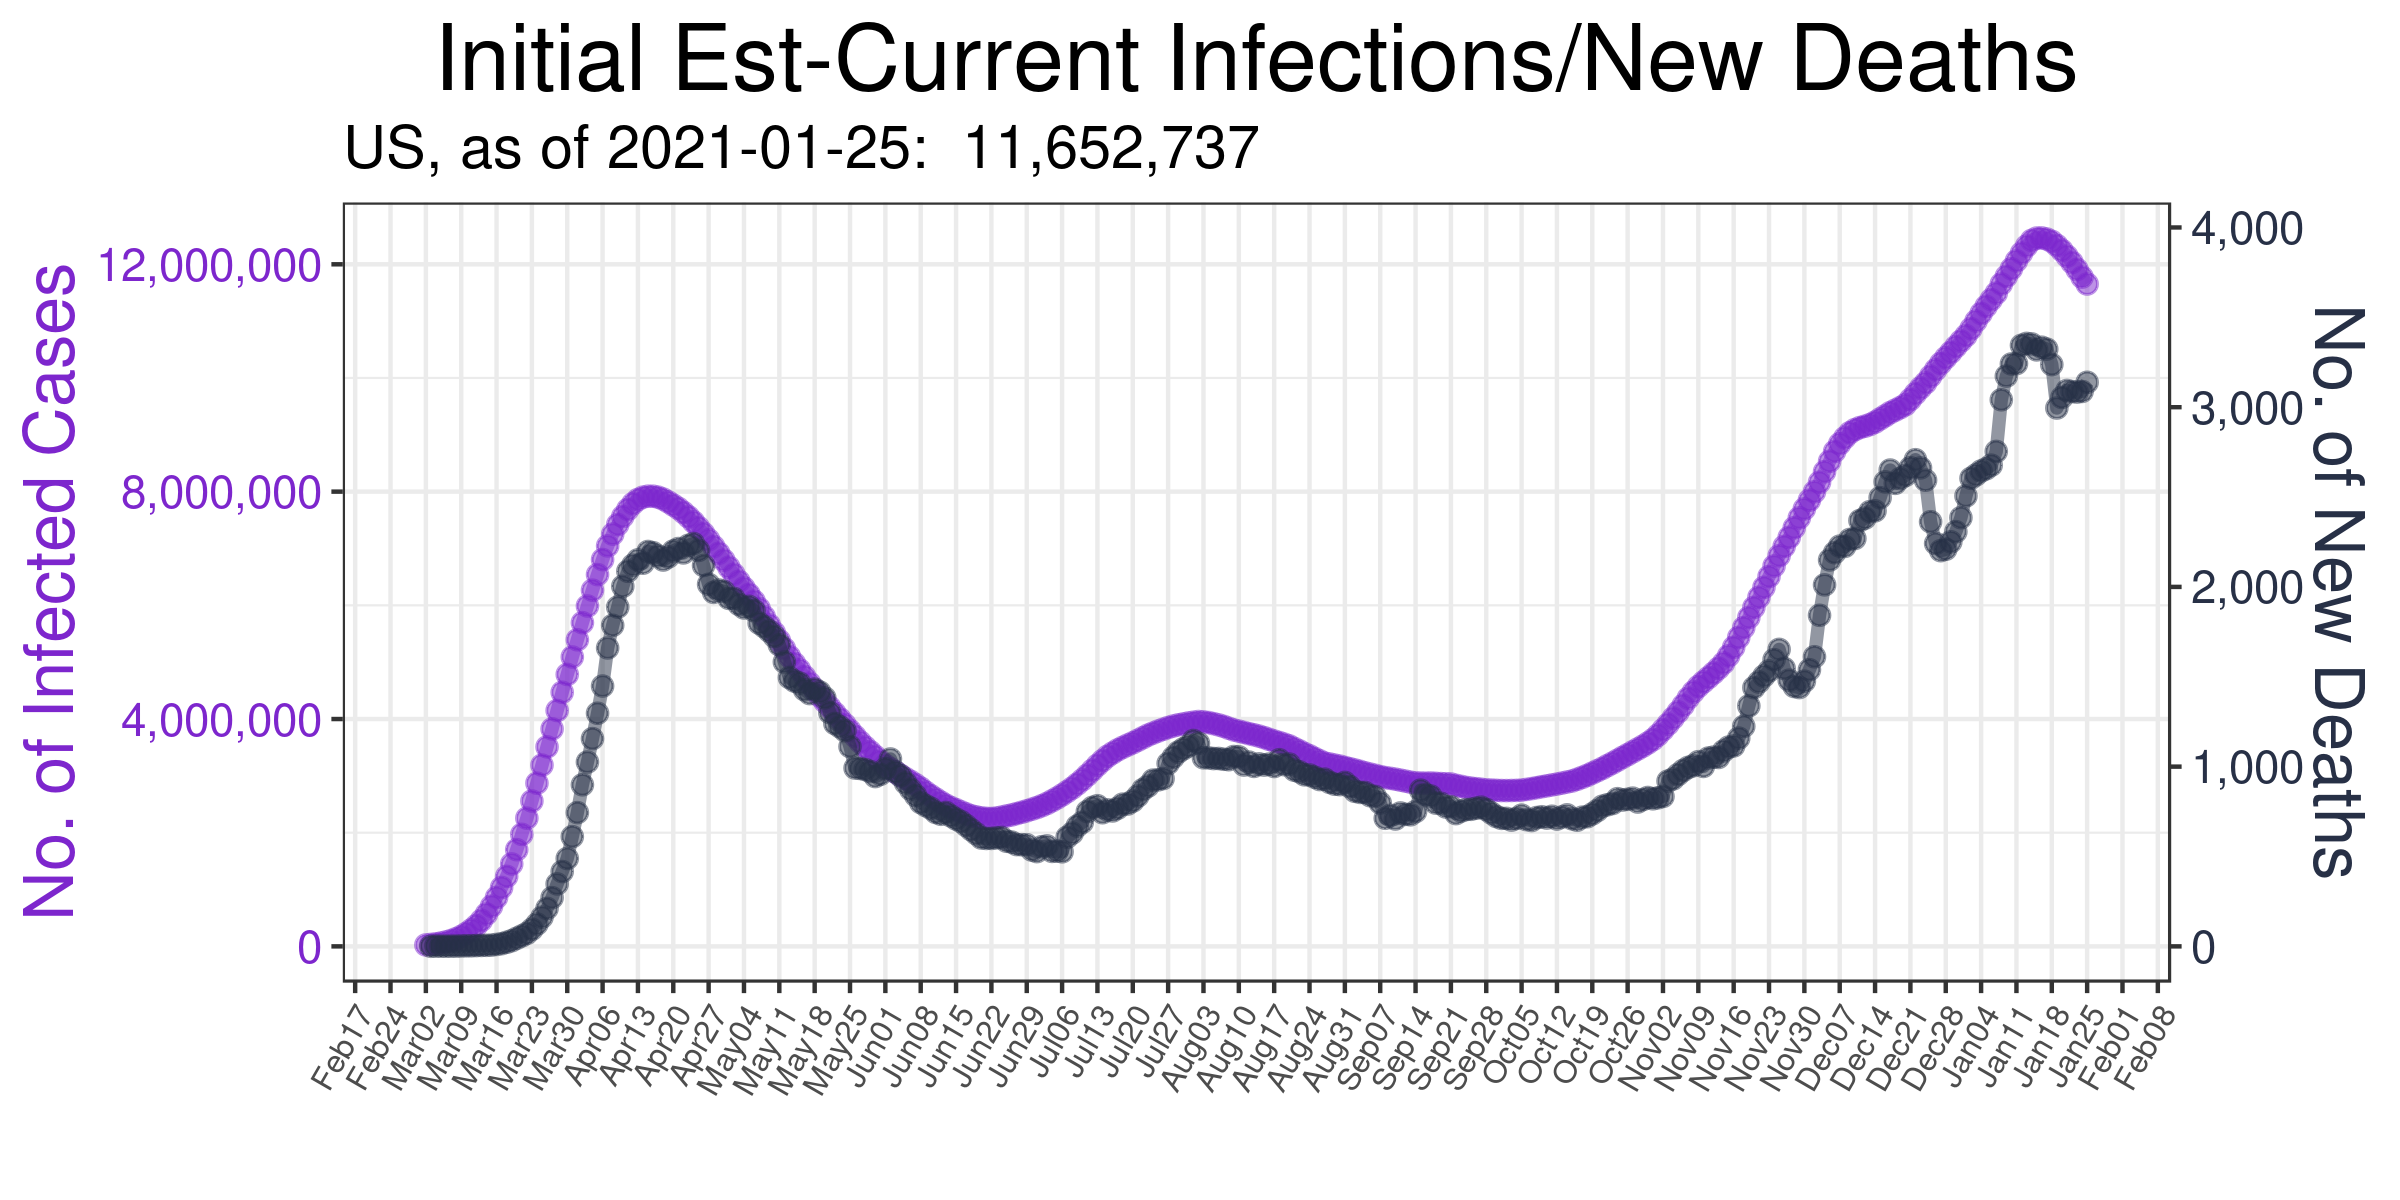 Initial Est-Current Infections/New Deaths
US, as of 2021-01-25:  11,652,737
No. of Infected Cases
12,000,000
8,000,000
4,000,000
0
4,000
3,000
2,000
1,000
0
No. of New Deaths
Feb17
Feb24
Mar02
Mar09
Mar16
Mar23
Mar30
Apr06
Apr13
Apr20
Apr27
May04
May11
May18
May25
Jun01
Jun08
Jun15
Jun22
Jun29
Jul06
Jul13
Jul20
Jul27
Aug03
Aug10
Aug17
Aug24
Aug31
Sep07
Sep14
Sep21
Sep28
Oct05
Oct12
Oct19
Oct26
Nov02
Nov09
Nov16
Nov23
Nov30
Dec07
Dec14
Dec21
Dec28
Jan04
Jan11
Jan18
Jan25
Feb01
Feb08